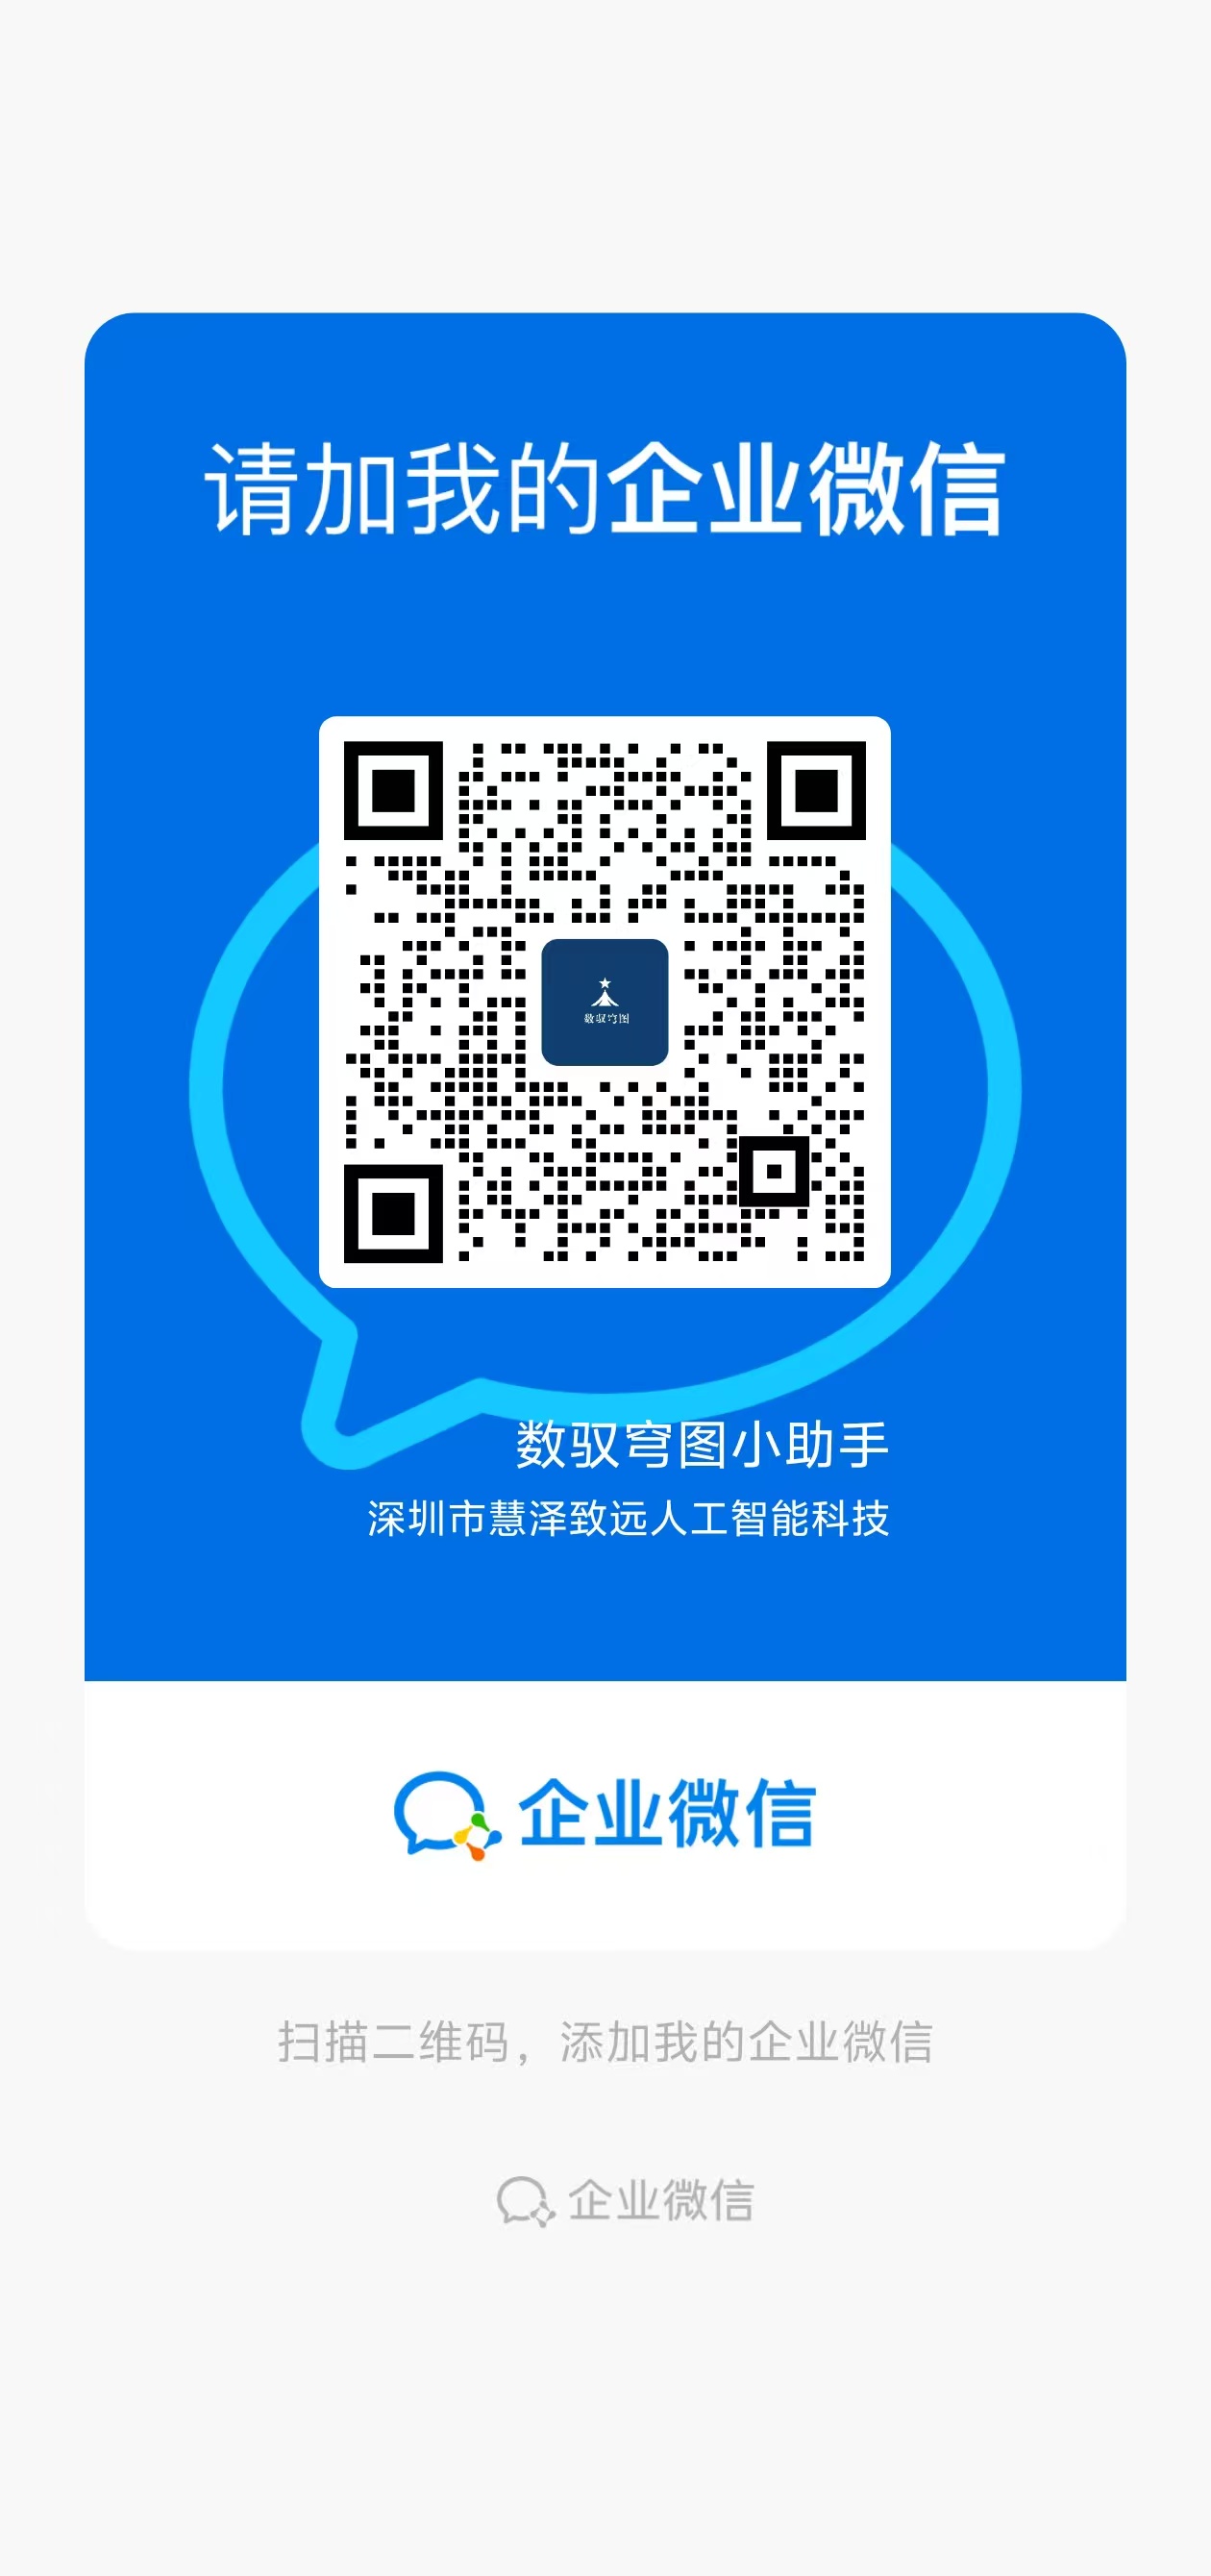 请加我的企业微信
数驭穹图
数驭穹图小助手
深圳市慧泽致远人工智能科技
企业微信
扫描二维码，添加我的企业微信
企业微信